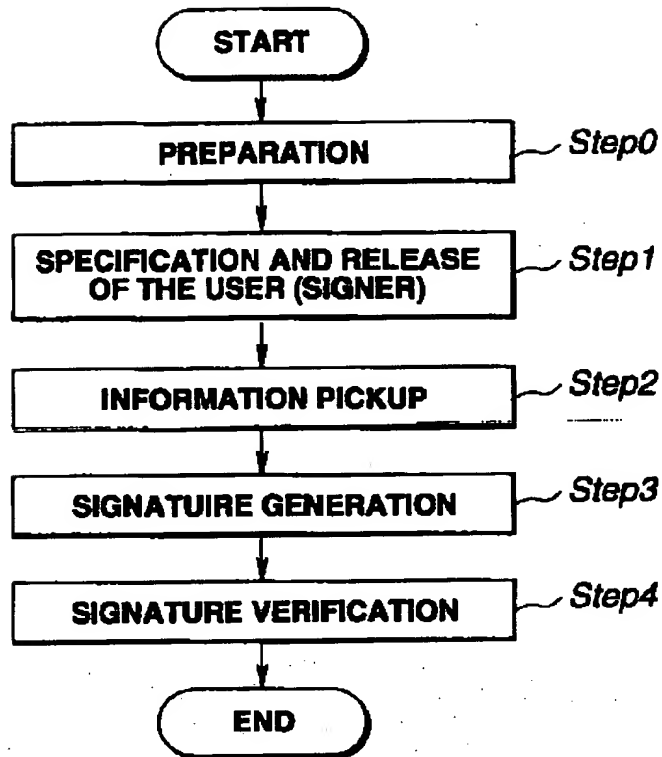 START
PREPARATION
Step0
SPECIFICATION AND RELEASE
OF THE USER (SIGNER)
Step1
INFORMATION PICKUP
Step2
SIGNATUIRE GENERATION
Step3
SIGNATURE VERIFICATION
Step4
END